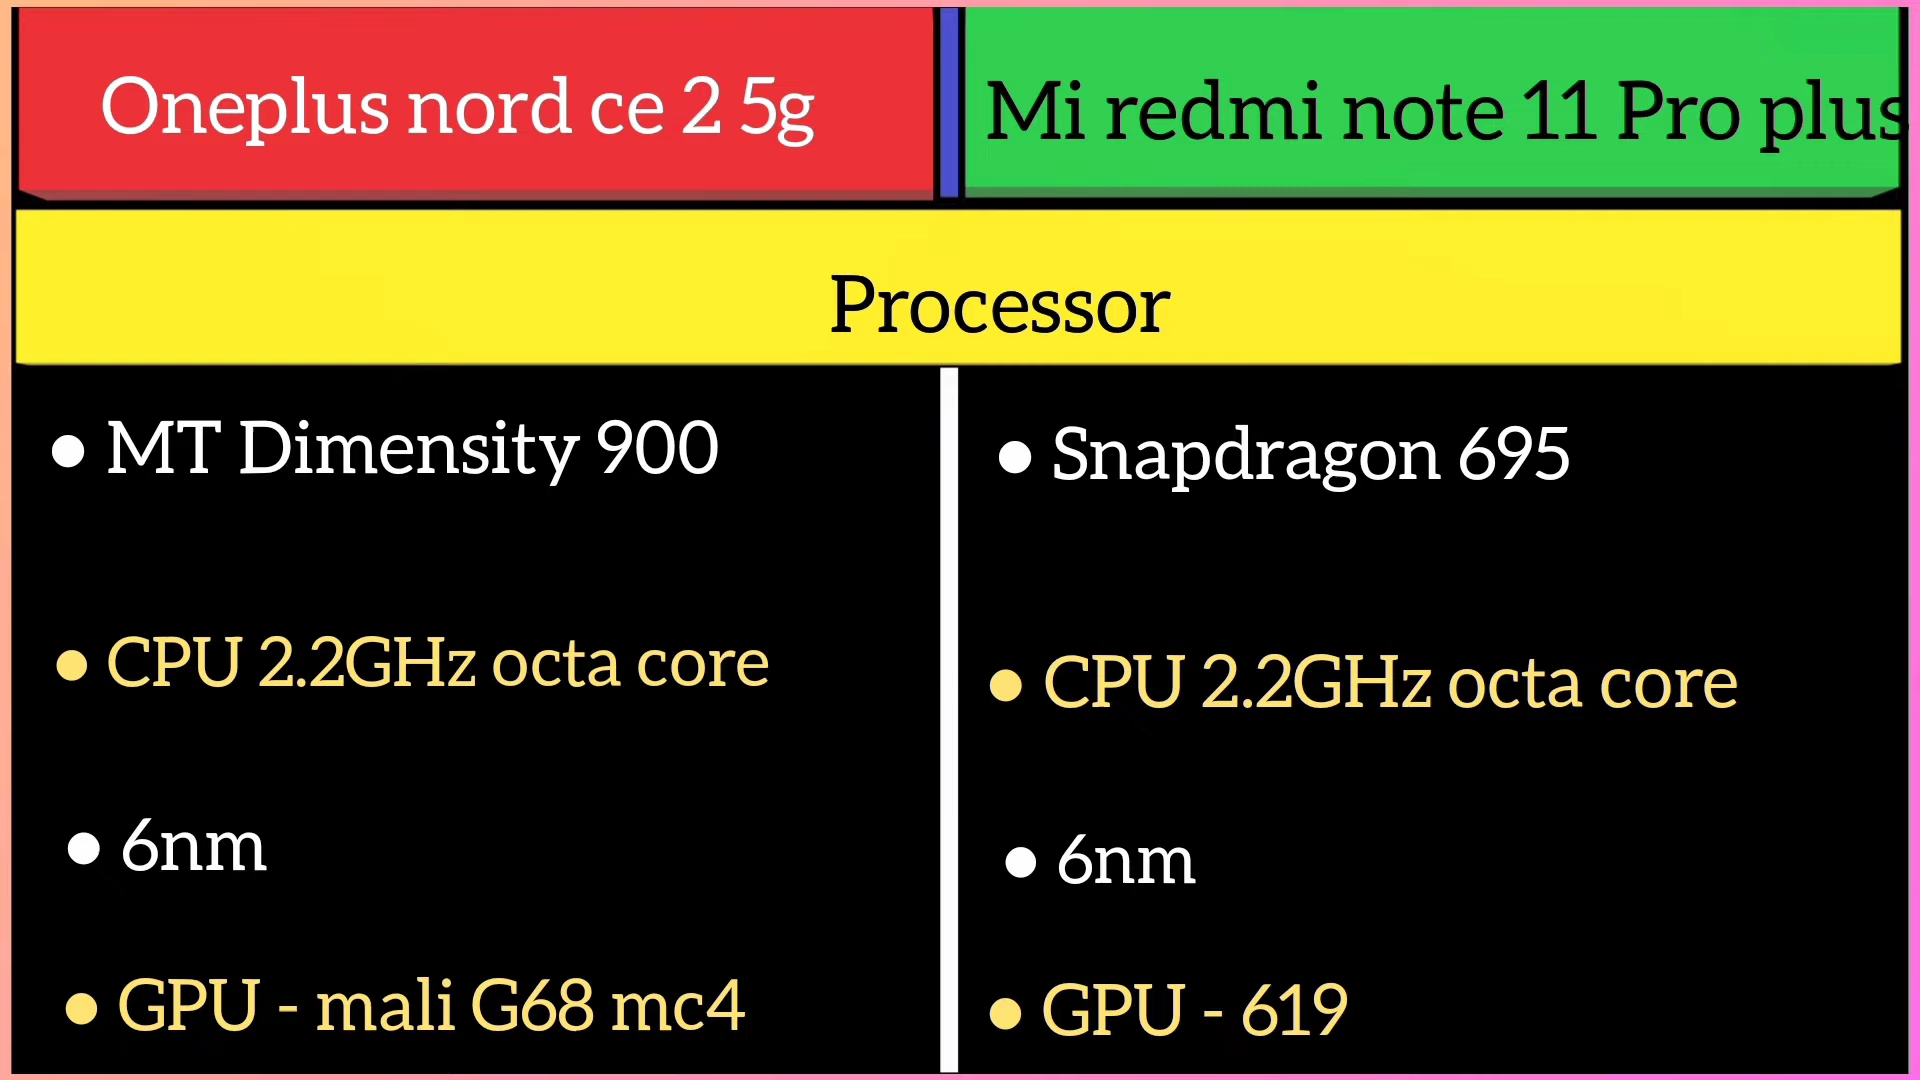 Oneplus nord ce 2 5g
Mi redmi note 11 Pro plus
Processor
● MT Dimensity 900
● CPU 2.2GHz octa core
● 6nm
● GPU - mali G68 mc4
● Snapdragon 695
● CPU 2.2GHz octa core
● 6nm
● GPU - 619